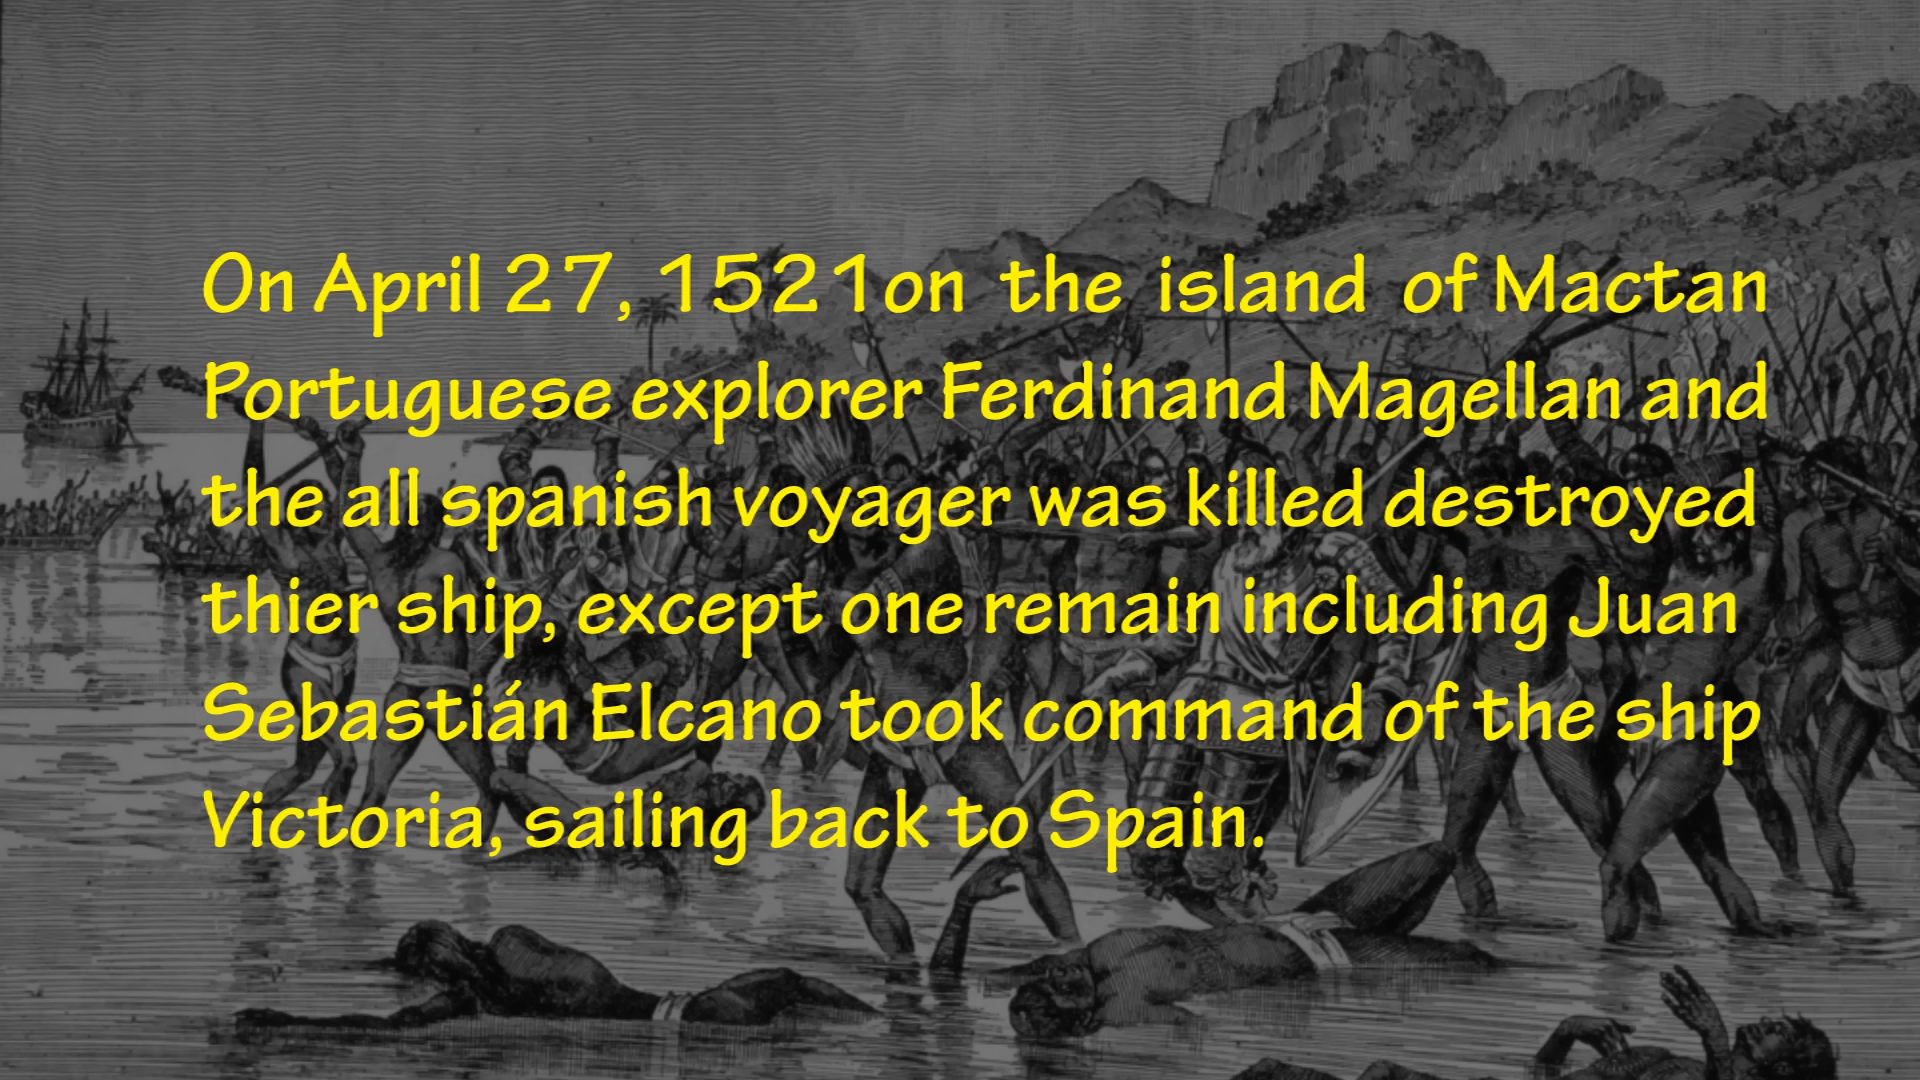 On April 27, 1521on the island of Mactan
Portuguese explorer Ferdinand Magellan and
the all spanish voyager was killed destroyed
thier ship, except one remain including Juan
Sebastián Elcano took command of the ship
Victoria, sailing back to Spain.